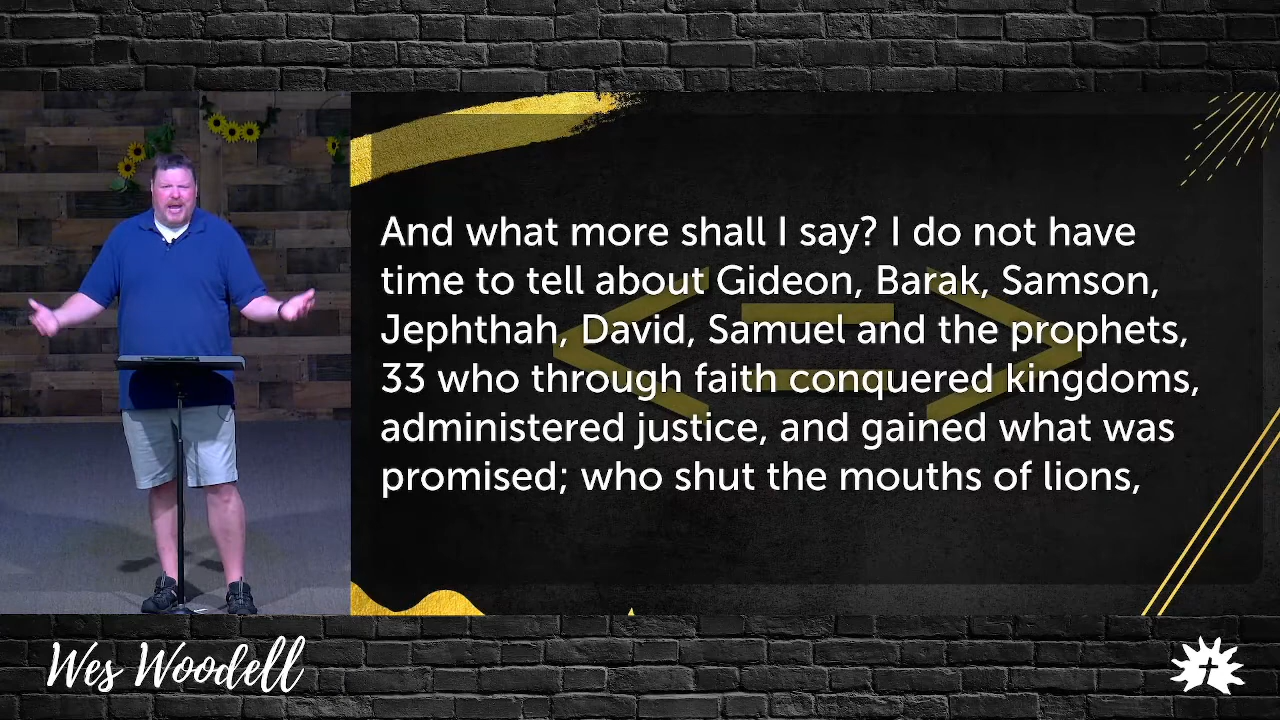 And what more shall I say? I do not have
time to tell about Gideon, Barak, Samson,
Jephthah, David, Samuel and the prophets,
33 who through faith conquered kingdoms,
administered justice, and gained what was
promised; who shut the mouths of lions,
Wes Woodell